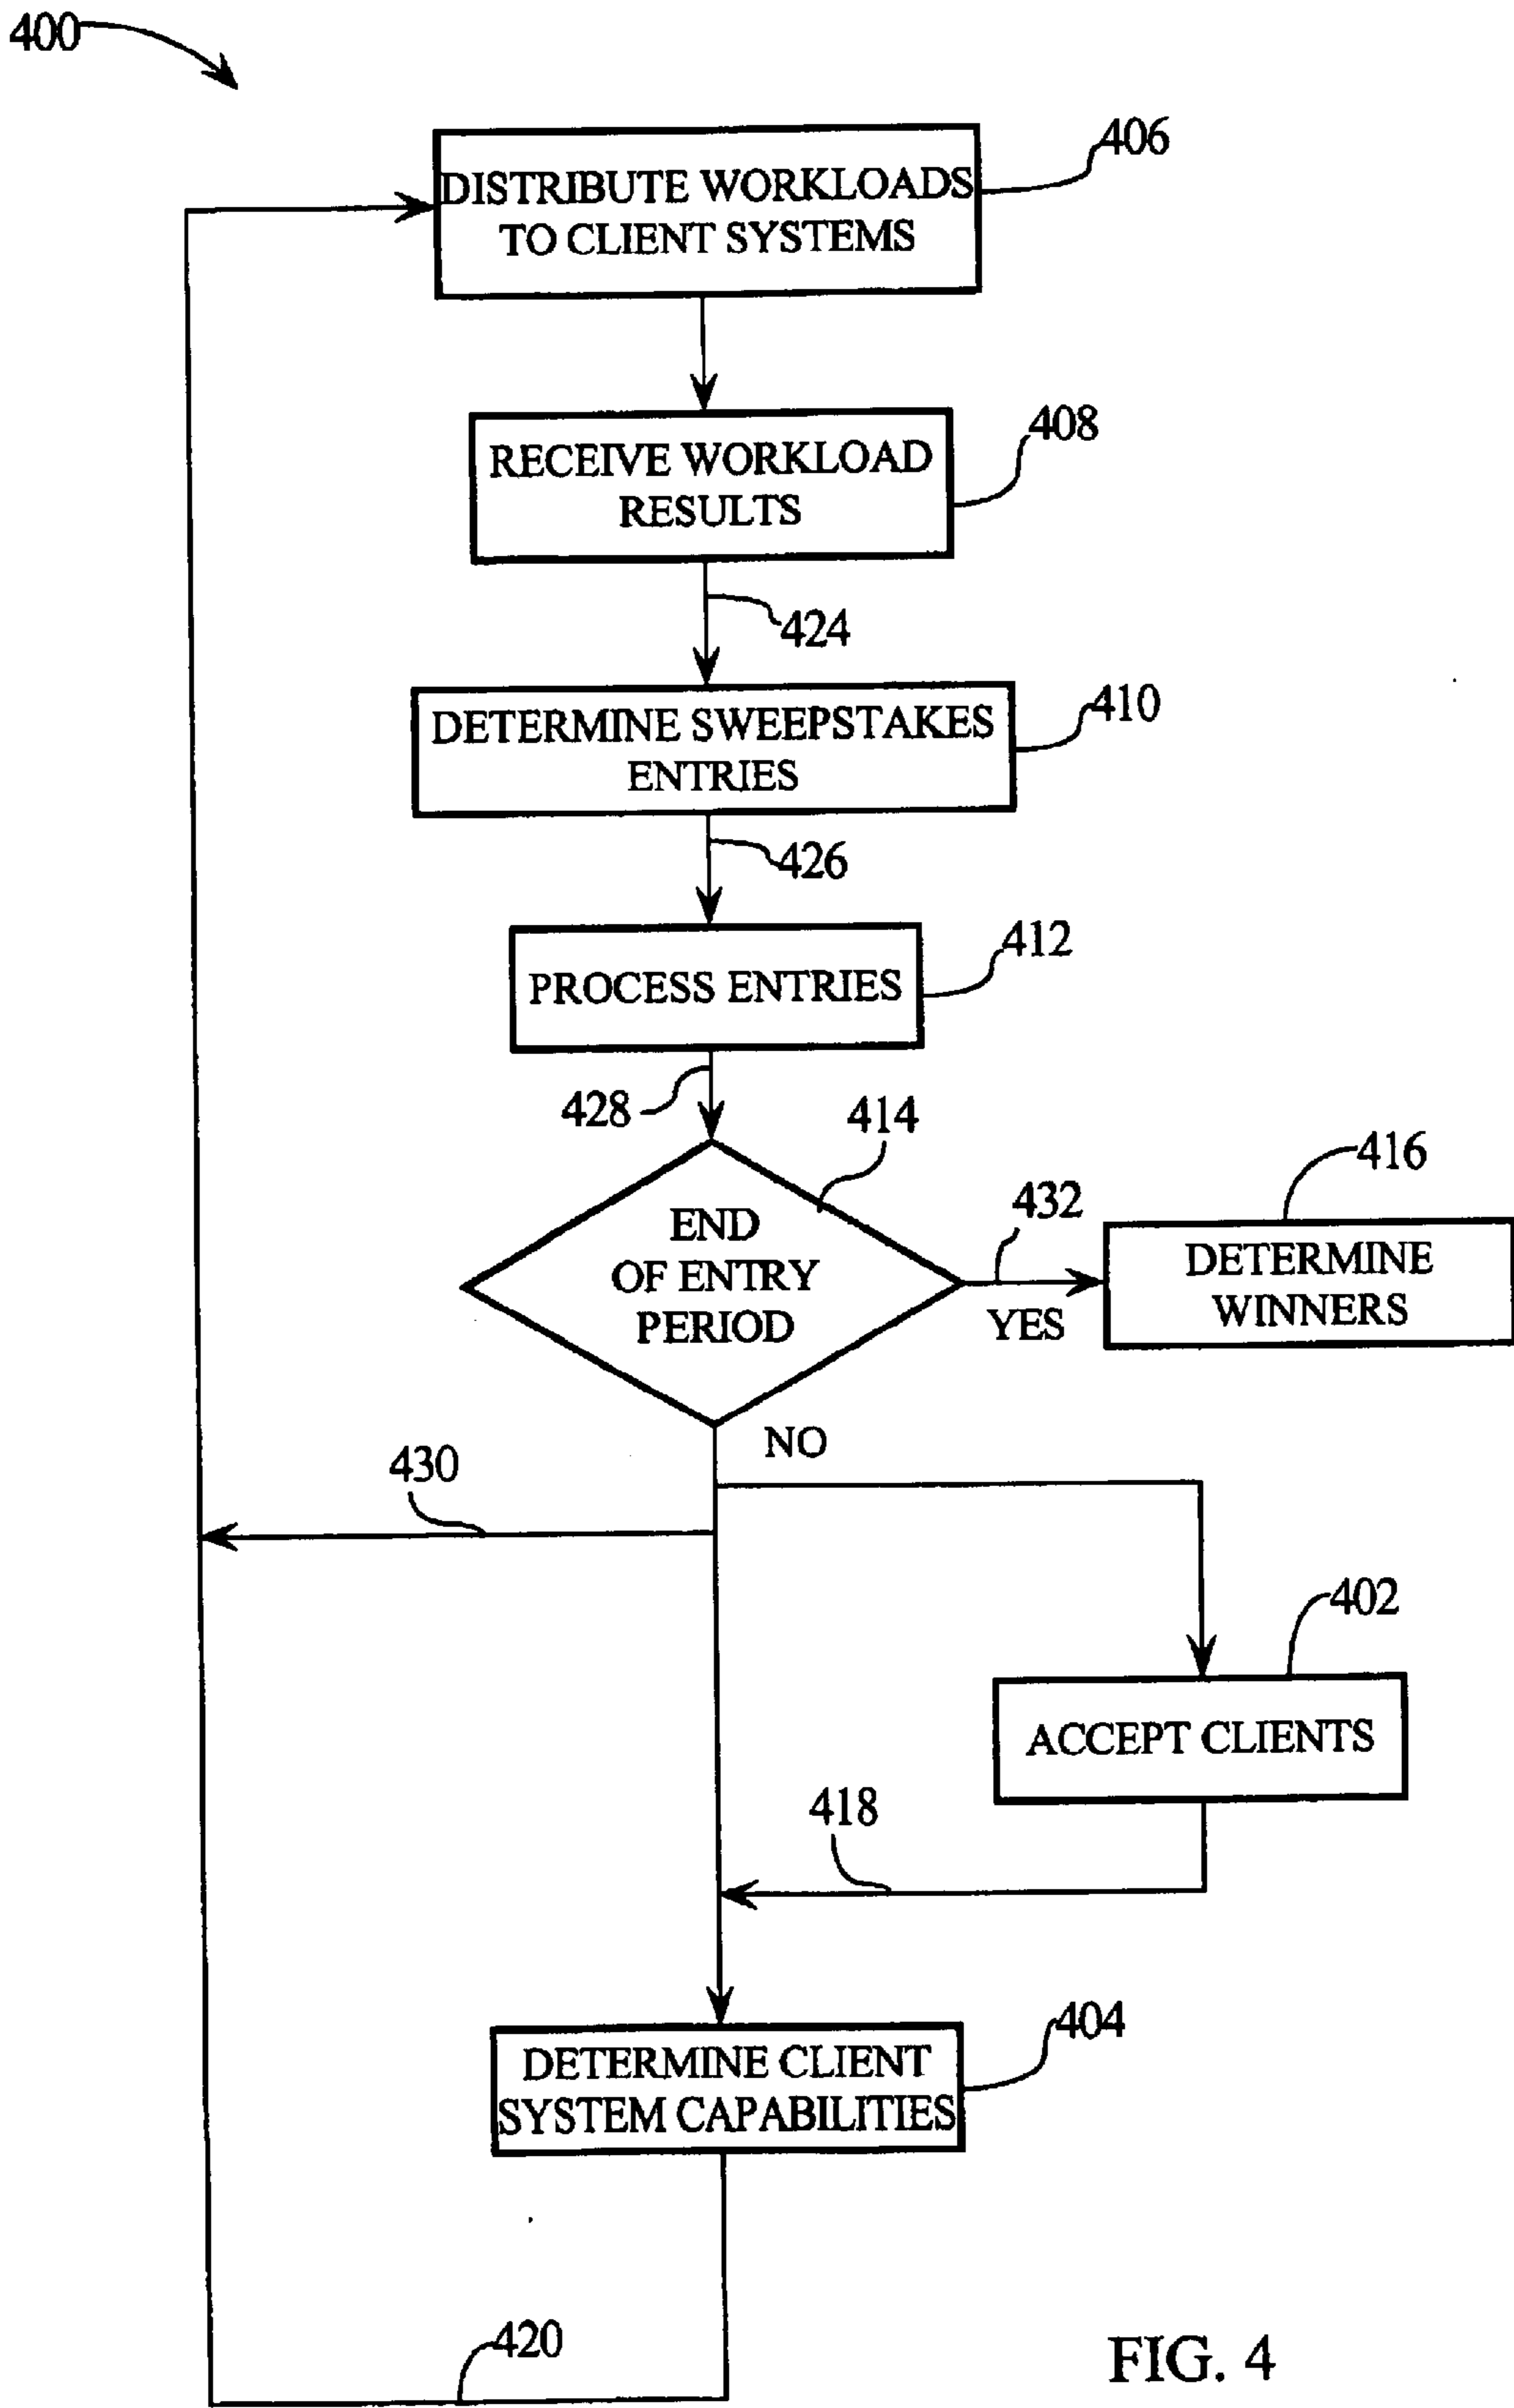 400
406
DISTRIBUTE WORKLOADS
TO CLIENT SYSTEMS
408
RECEIVE WORKLOAD
RESULTS
424
410
DETERMINE SWEEPSTAKES
ENTRIES
426
412
PROCESS ENTRIES
428
414
416
432
END
OF ENTRY
PERIOD
YES
DETERMINE
WINNERS
NO
430
402
ACCEPT CLIENTS
418
404
DETERMINE CLIENT
SYSTEM CAPABILITIES
420
FIG. 4